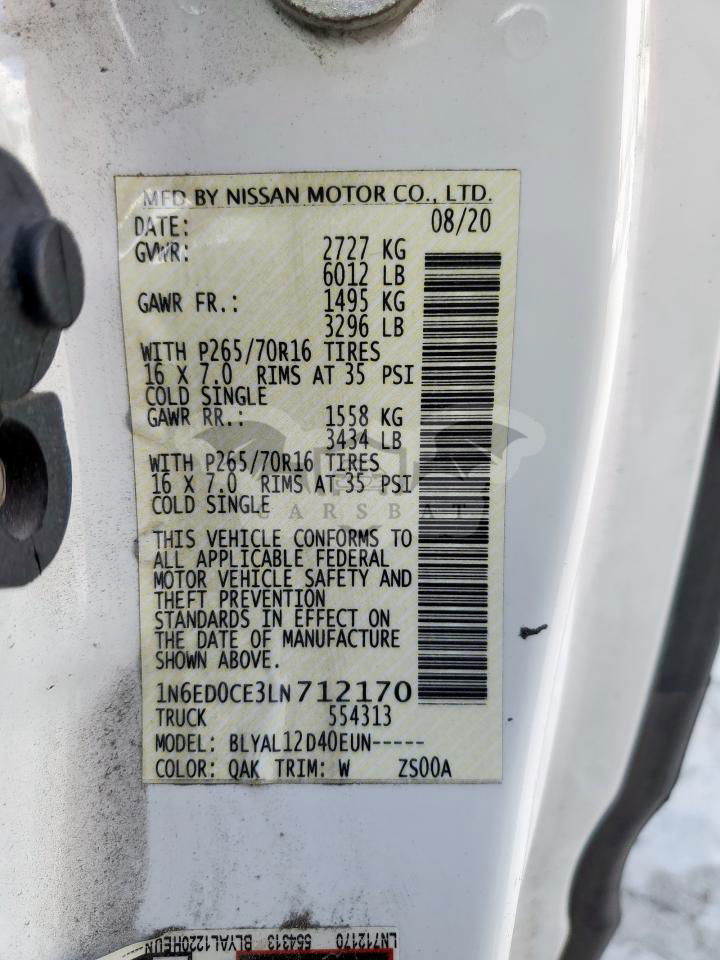 MFD BY NISSAN MOTOR CO., LTD.
DATE: 08/20
GVWR: 2727 KG
6012 LB
GAWR FR.: 1495 KG
3296 LB
WITH P265/70R16 TIRES
16 X 7.0 RIMS AT 35 PSI
COLD SINGLE
GAWR RR.: 1558 KG
3434 LB
WITH P265/70R16 TIRES
16 X 7.0 RIMS AT 35 PSI
COLD SINGLE
CARSBAT
THIS VEHICLE CONFORMS TO
ALL APPLICABLE FEDERAL
MOTOR VEHICLE SAFETY AND
THEFT PREVENTION
STANDARDS IN EFFECT ON
THE DATE OF MANUFACTURE
SHOWN ABOVE.
1N6ED0CE3LN712170
TRUCK 554313
MODEL: BLYAL12D40EUN-----
COLOR: QAK TRIM: W ZS00A
LN712170 554313 BLYAL1220HEUN